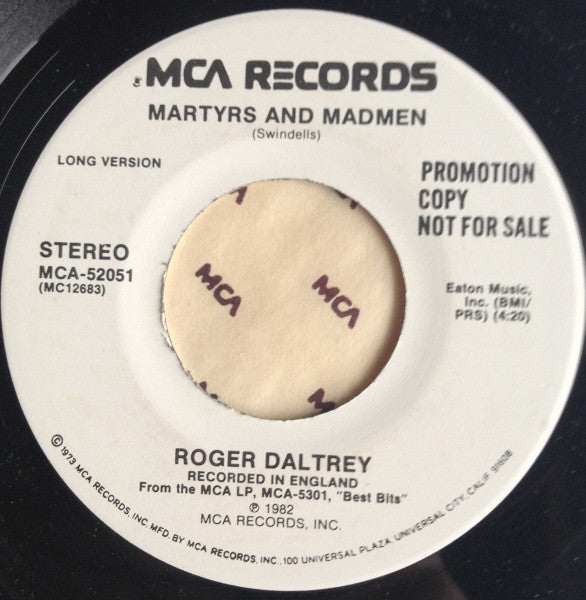 MCA RECORDS
MARTYRS AND MADMEN
(Swindells)
LONG VERSION
PROMOTION
COPY
NOT FOR SALE
STEREO
MCA-52051
(MC12683)
Eaton Music,
Inc. (BMI/
PRS) (4:20)
MCA
MCA
MCA
MCA
ROGER DALTREY
RECORDED IN ENGLAND
From the MCA LP, MCA-5301, "Best Bits"
℗ 1982
MCA RECORDS, INC.
©1973 MCA RECORDS, INC. MFD. BY MCA RECORDS, INC., 100 UNIVERSAL PLAZA, UNIVERSAL CITY, CALIF. 91608